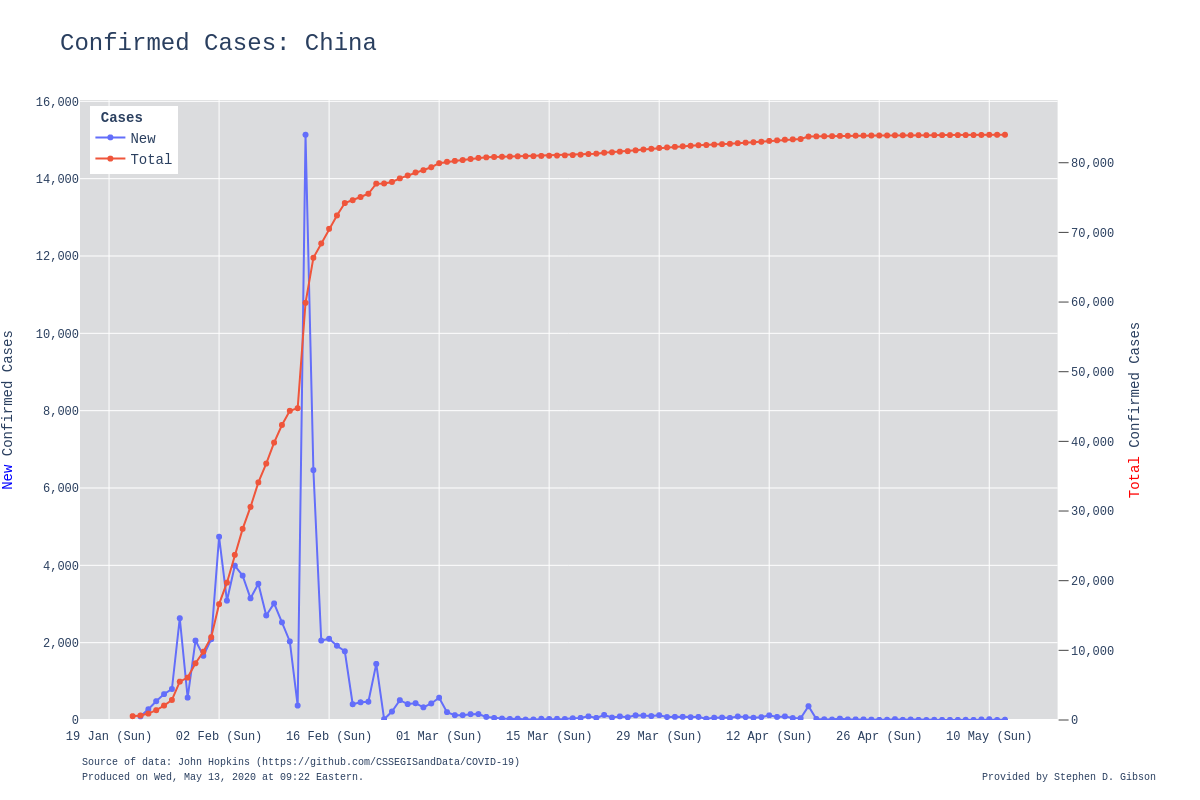 Confirmed Cases: China
Cases
New
Total
16,000
14,000
12,000
10,000
8,000
6,000
4,000
2,000
0
New Confirmed Cases
80,000
70,000
60,000
50,000
40,000
30,000
20,000
10,000
0
Total Confirmed Cases
19 Jan (Sun) 02 Feb (Sun) 16 Feb (Sun) 01 Mar (Sun) 15 Mar (Sun) 29 Mar (Sun) 12 Apr (Sun) 26 Apr (Sun) 10 May (Sun)
Source of data: John Hopkins (https://github.com/CSSEGISandData/COVID-19)
Produced on Wed, May 13, 2020 at 09:22 Eastern.
Provided by Stephen D. Gibson